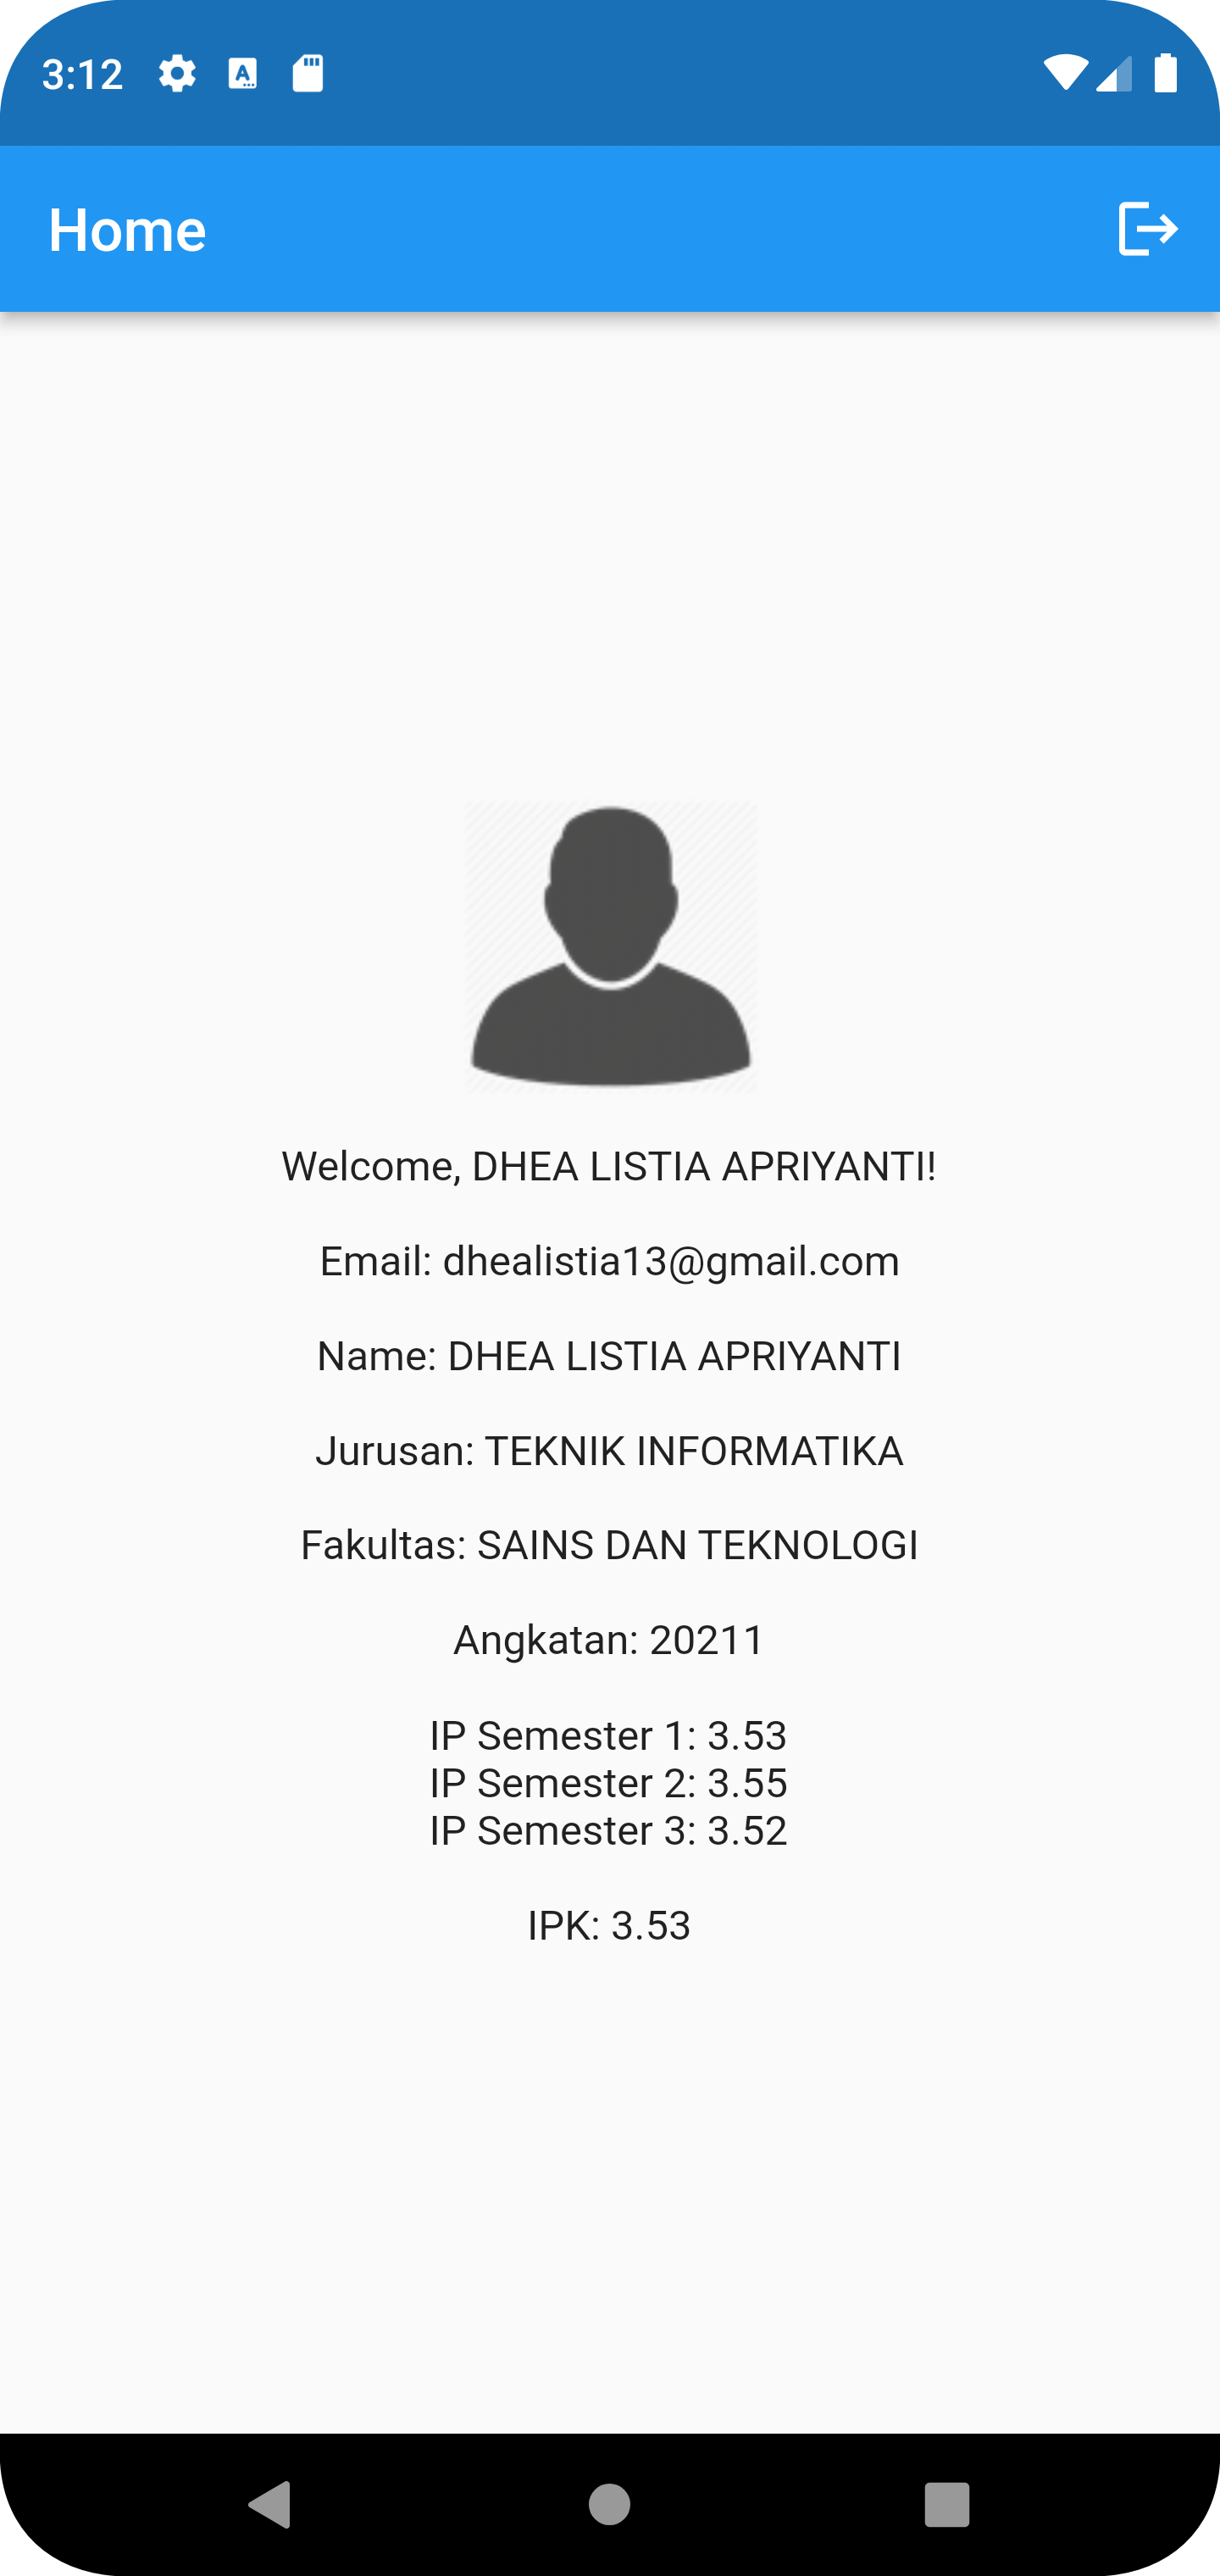 3:12
Home
Welcome, DHEA LISTIA APRIYANTI!
Email: dhealistia13@gmail.com
Name: DHEA LISTIA APRIYANTI
Jurusan: TEKNIK INFORMATIKA
Fakultas: SAINS DAN TEKNOLOGI
Angkatan: 20211
IP Semester 1: 3.53
IP Semester 2: 3.55
IP Semester 3: 3.52
IPK: 3.53